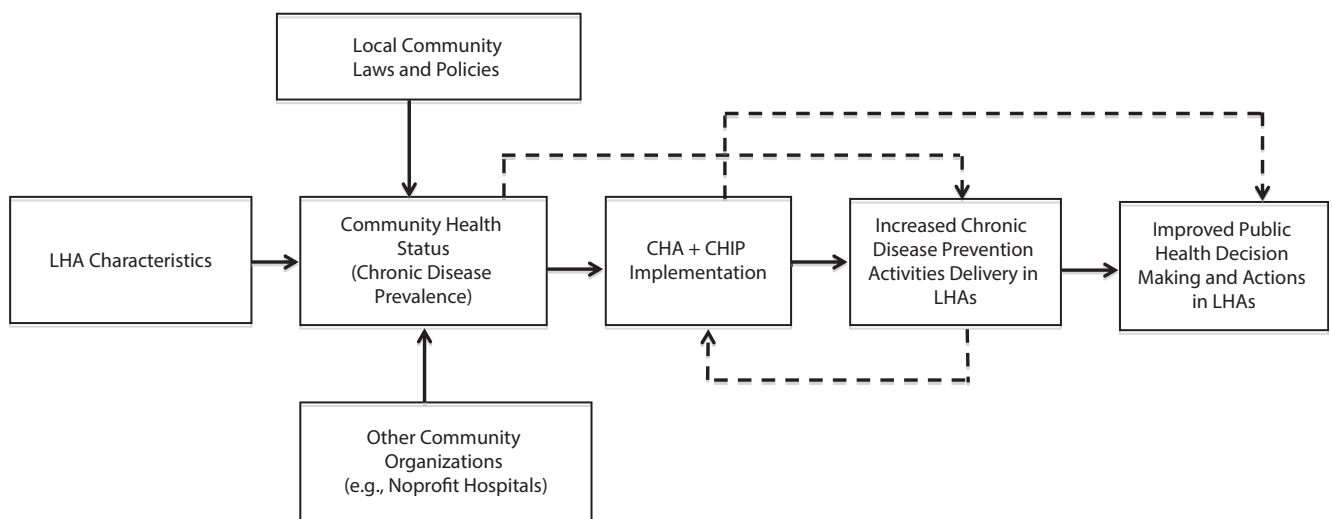 Local Community
Laws and Policies
LHA Characteristics
Community Health
Status
(Chronic Disease
Prevalence)
CHA + CHIP
Implementation
Increased Chronic
Disease Prevention
Activities Delivery in
LHAs
Improved Public
Health Decision
Making and Actions
in LHAs
Other Community
Organizations
(e.g., Noprofit Hospitals)